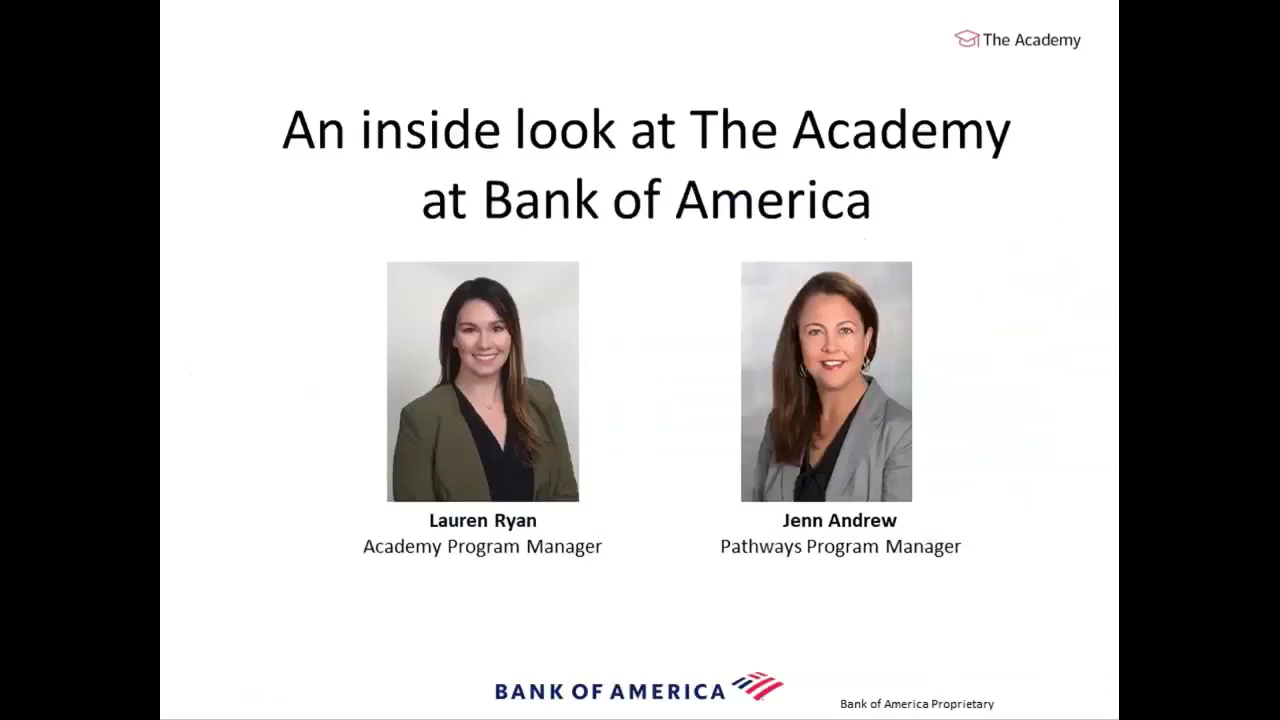 The Academy
An inside look at The Academy
at Bank of America
Lauren Ryan
Academy Program Manager
Jenn Andrew
Pathways Program Manager
BANK OF AMERICA
Bank of America Proprietary